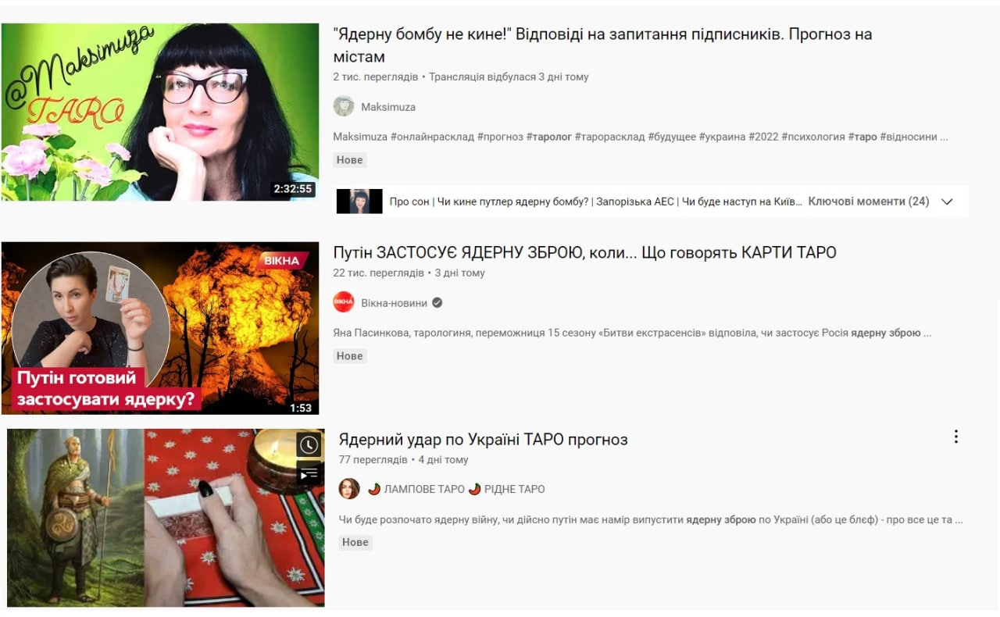 @Maksimuza
TARO
2:32:55
"Ядерну бомбу не кине!" Відповіді на запитання підписників. Прогноз на
містам
2 тис. переглядів • Трансляція відбулася 3 дні тому
Maksimuza
Maksimuza #онлайнрасклад #прогноз #таролог #тарорасклад #будущее #украина #2022 #психология #таро #відносини ...
Нове
Про сон | Чи кине путлер ядерну бомбу? | Запорізька АЕС | Чи буде наступ на Київ... Ключові моменти (24)
ВІКНА
Путін готовий
застосувати ядерку?
1:53
Путін ЗАСТОСУЄ ЯДЕРНУ ЗБРОЮ, коли... Що говорять КАРТИ ТАРО
22 тис. переглядів • 3 дні тому
ВІКНА Вікна-новини
Яна Пасинкова, тарологиня, переможниця 15 сезону «Битви екстрасенсів» відповіла, чи застосує Росія ядерну зброю ...
Нове
Ядерний удар по Україні ТАРО прогноз
77 переглядів • 4 дні тому
🌶 ЛАМПОВЕ ТАРО 🌶 РІДНЕ ТАРО
Чи буде розпочато ядерну війну, чи дійсно путін має намір випустити ядерну зброю по Україні (або це блєф) - про все це та ...
Нове